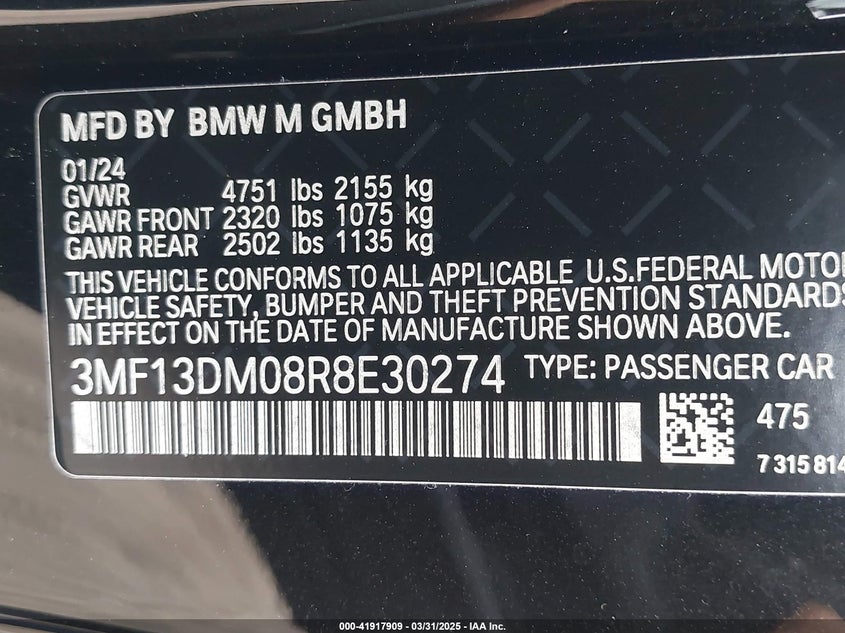 MFD BY BMW M GMBH
01/24
GVWR 4751 lbs 2155 kg
GAWR FRONT 2320 lbs 1075 kg
GAWR REAR 2502 lbs 1135 kg
THIS VEHICLE CONFORMS TO ALL APPLICABLE U.S.FEDERAL MOTOR
VEHICLE SAFETY, BUMPER AND THEFT PREVENTION STANDARDS
IN EFFECT ON THE DATE OF MANUFACTURE SHOWN ABOVE.
3MF13DM08R8E30274 TYPE: PASSENGER CAR
475
7 315 814
000-41917909 - 03/31/2025 - IAA Inc.